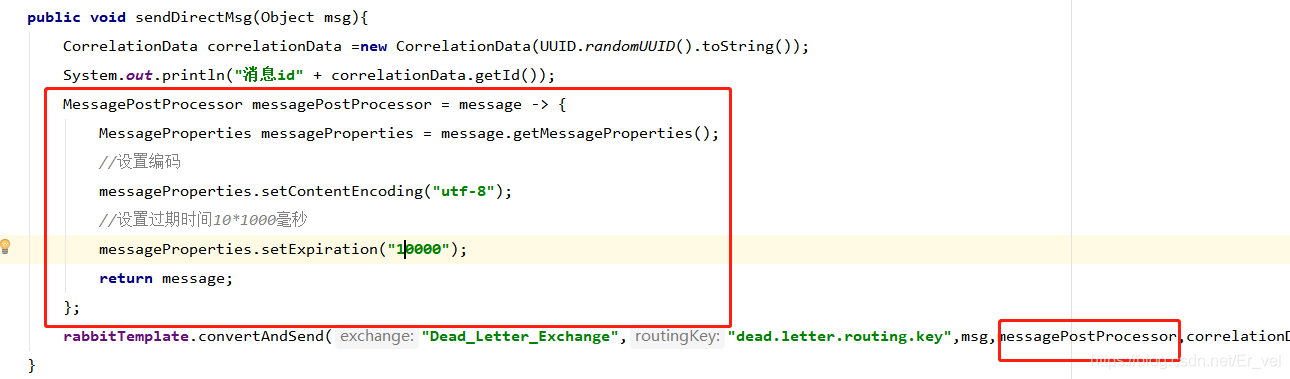 public void sendDirectMsg(Object msg){
CorrelationData correlationData =new CorrelationData(UUID.randomUUID().toString());
System.out.println("消息id" + correlationData.getId());
MessagePostProcessor messagePostProcessor = message -> {
MessageProperties messageProperties = message.getMessageProperties();
//设置编码
messageProperties.setContentEncoding("utf-8");
//设置过期时间10*1000毫秒
messageProperties.setExpiration("10000");
return message;
};
rabbitTemplate.convertAndSend( exchange: "Dead_Letter_Exchange", routingKey: "dead.letter.routing.key",msg,messagePostProcessor,correlationD
}
https://blog.csdn.net/Er_vel